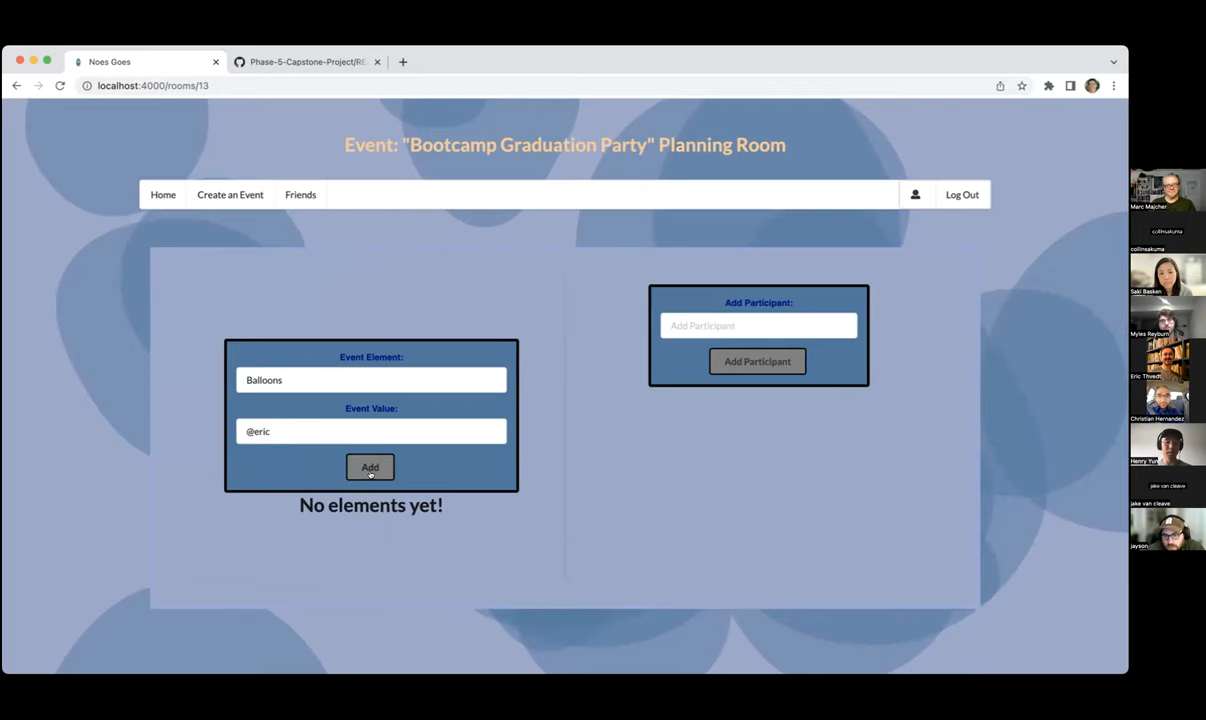 Noes Goes
Phase-5-Capstone-Project/RE
localhost:4000/rooms/13
Event: "Bootcamp Graduation Party" Planning Room
Home
Create an Event
Friends
Log Out
Add Participant:
Add Participant
Add Participant
Event Element:
Balloons
Event Value:
@eric
Add
No elements yet!
Marc Majcher
collinsakuma
collinsakuma
Saki Basken
Myles Reyburn
Eric Thvedt
Christian Hernandez
Henry Yun
jake van cleave
jake van cleave
jayson